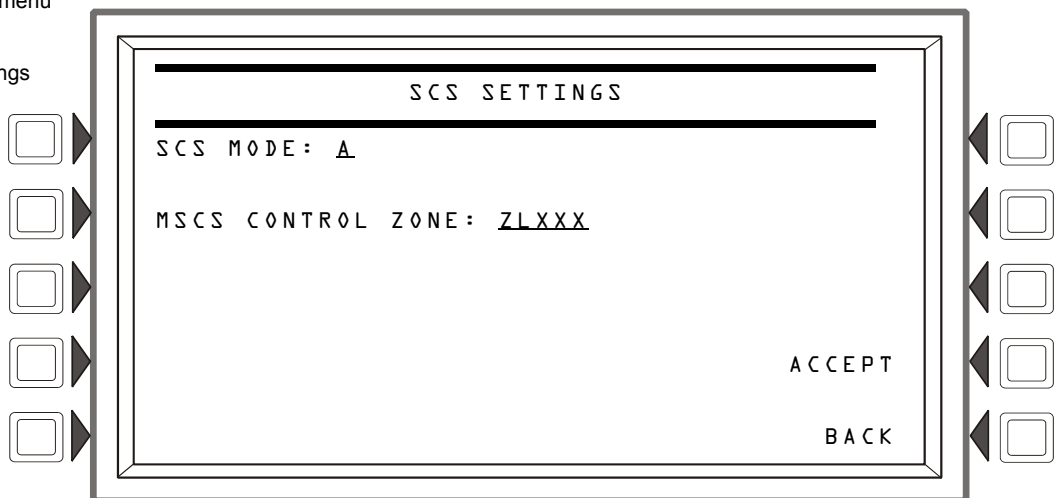 menu
ngs
SCS SETTINGS
SCS MODE: A
MSCS CONTROL ZONE: ZLXXX
ACCEPT
BACK